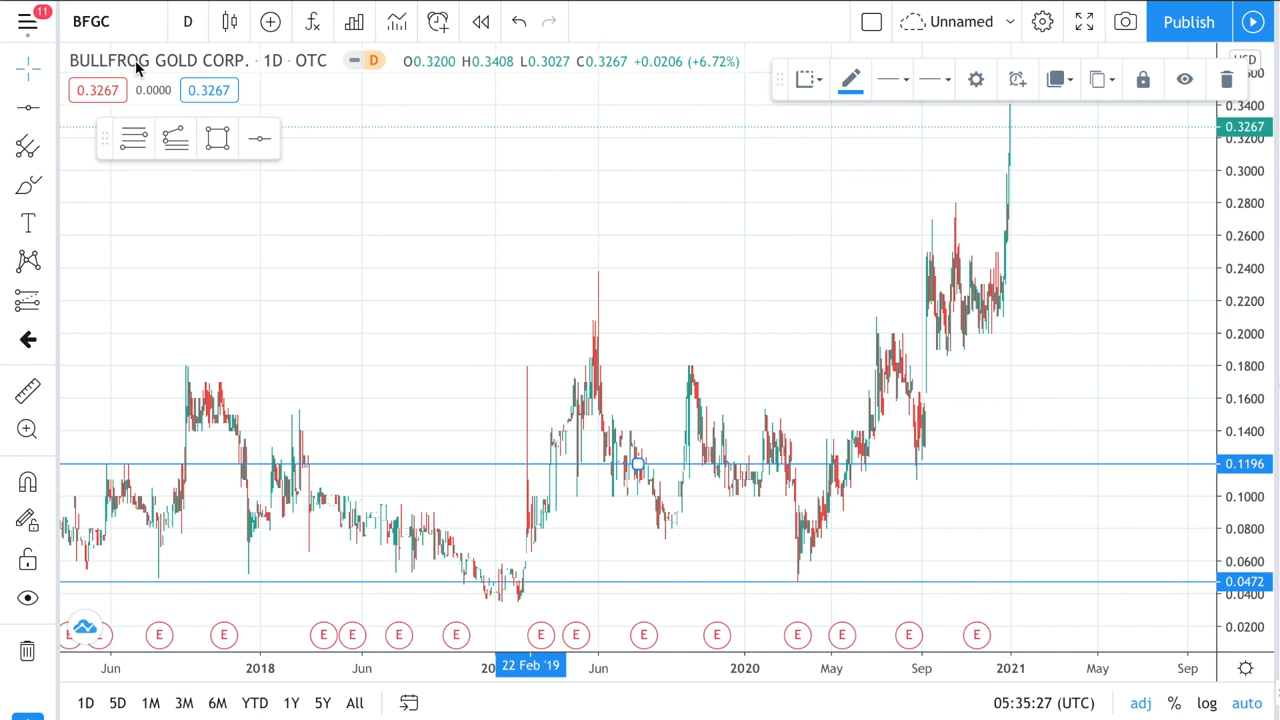 11
BFGC
D
Unnamed
Publish
BULLFROG GOLD CORP. · 1D · OTC
D
O0.3200 H0.3408 L0.3027 C0.3267 +0.0206 (+6.72%)
USD
0.3267
0.0000
0.3267
0.3400
0.3267
0.3200
0.2800
0.2600
0.2400
0.2200
0.2000
0.1800
0.1600
0.1400
0.1196
0.1000
0.0800
0.0600
0.0472
0.0400
0.0200
E E E E E E E E E E E E E E E
Jun 2018 Jun 22 Feb '19 Jun 2020 May Sep 2021 May Sep
1D 5D 1M 3M 6M YTD 1Y 5Y All
05:35:27 (UTC)
adj % log auto